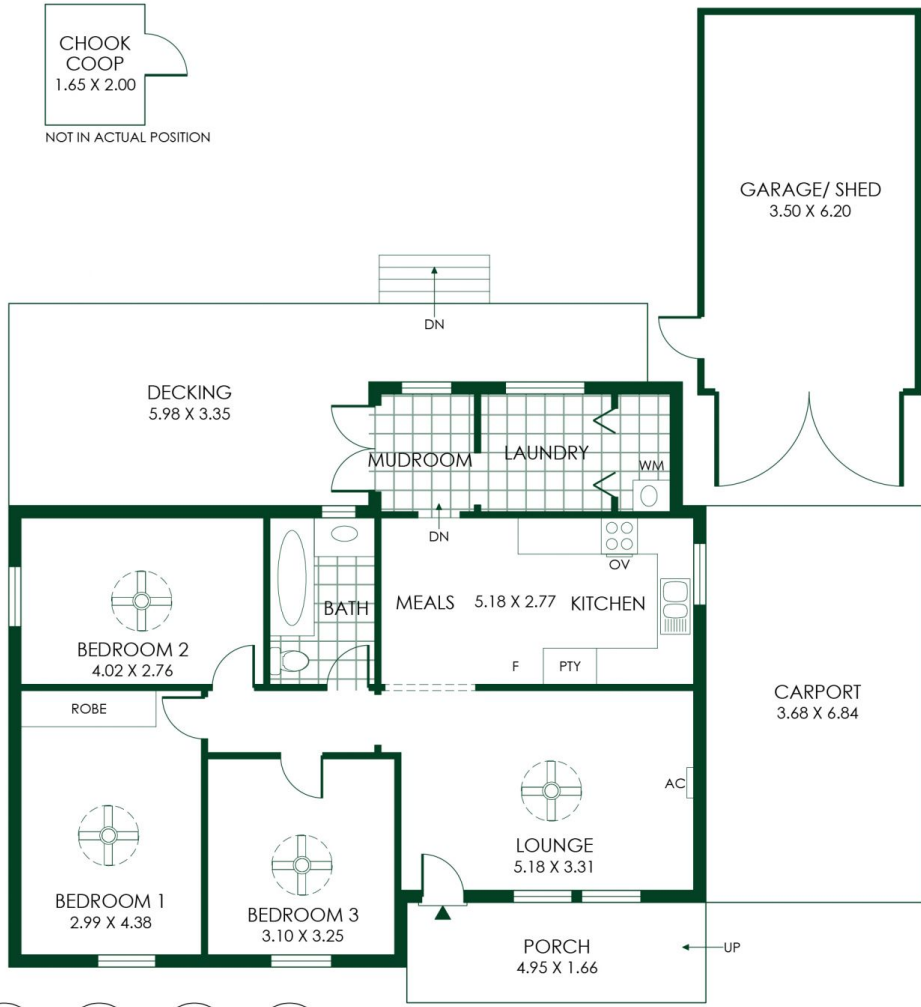 CHOOK
COOP
1.65 X 2.00
NOT IN ACTUAL POSITION
GARAGE/ SHED
3.50 X 6.20
DN
DECKING
5.98 X 3.35
MUDROOM
LAUNDRY
WM
DN
OV
BATH
MEALS 5.18 X 2.77 KITCHEN
BEDROOM 2
4.02 X 2.76
F
PTY
ROBE
CARPORT
3.68 X 6.84
AC
LOUNGE
5.18 X 3.31
BEDROOM 1
2.99 X 4.38
BEDROOM 3
3.10 X 3.25
PORCH
4.95 X 1.66
UP